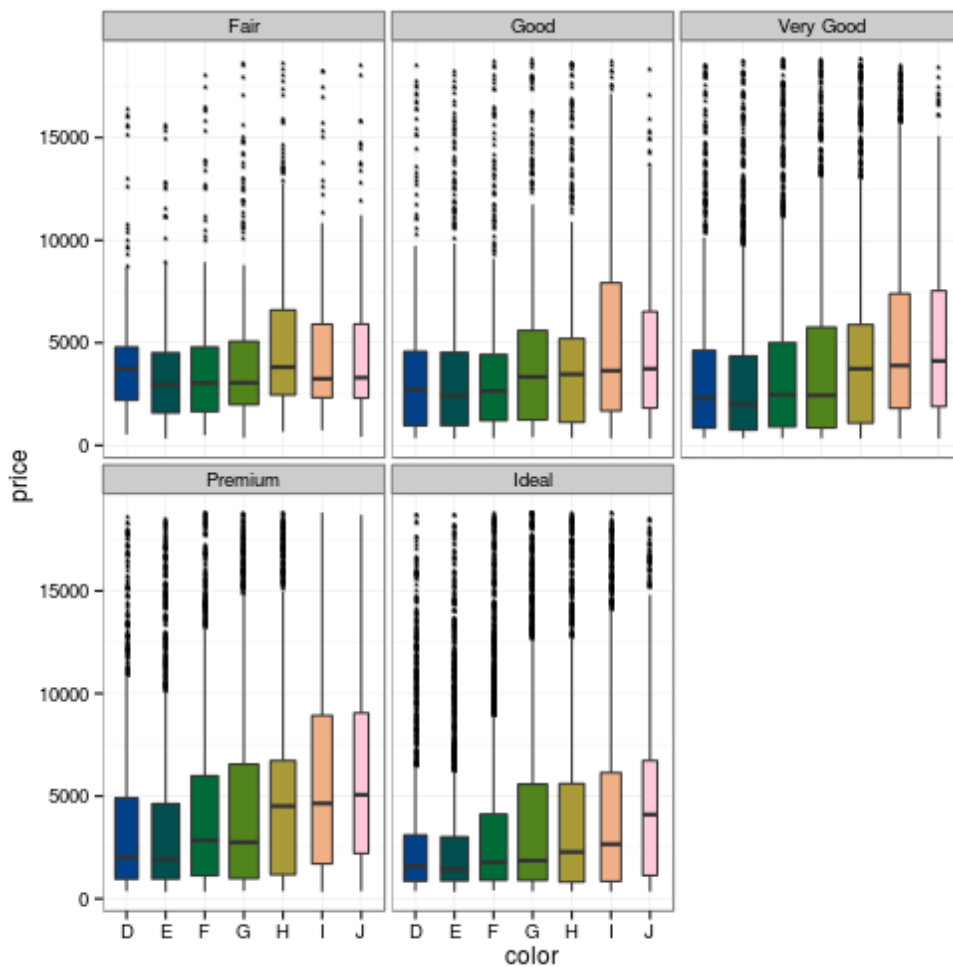 Fair Good Very Good
15000
10000
5000
0
price
Premium Ideal
15000
10000
5000
0
D E F G H I J D E F G H I J
color